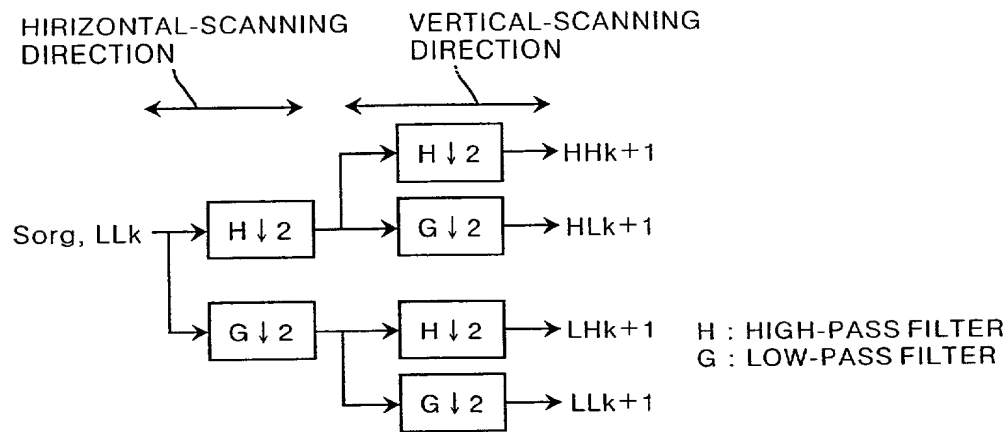 HIRIZONTAL-SCANNING
DIRECTION
VERTICAL-SCANNING
DIRECTION
H↓2
HHk+1
Sorg, LLk
H↓2
G↓2
HLk+1
G↓2
H↓2
LHk+1
G↓2
LLk+1
H : HIGH-PASS FILTER
G : LOW-PASS FILTER